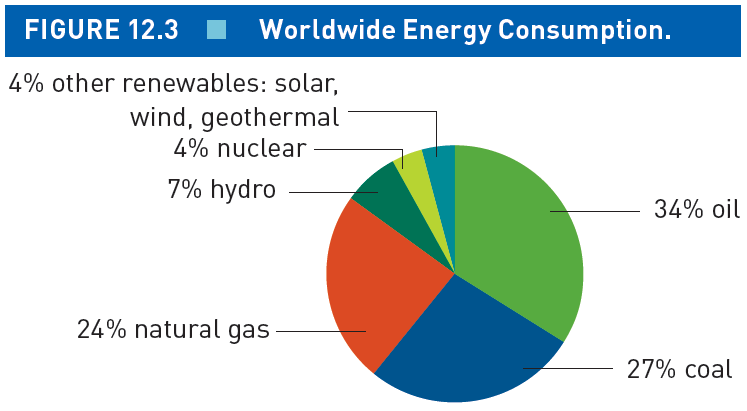 FIGURE 12.3 Worldwide Energy Consumption.
4% other renewables: solar,
wind, geothermal
4% nuclear
7% hydro
34% oil
24% natural gas
27% coal